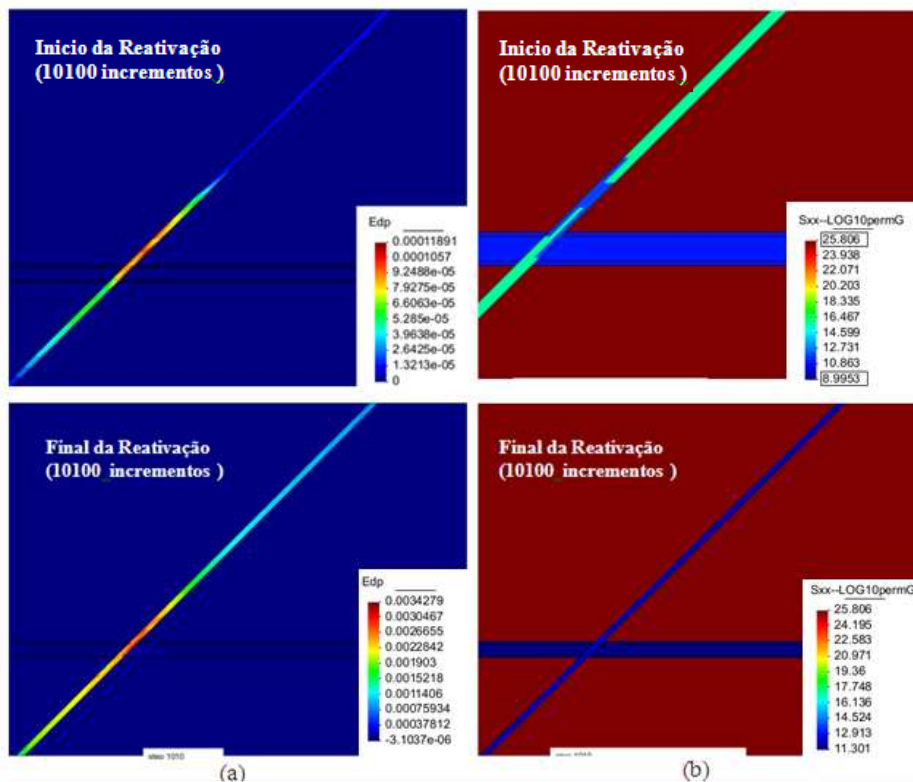 Inicio da Reativação
(10100 incrementos )
Edp
0.00011891
0.0001057
9.2488e-05
7.9275e-05
6.6063e-05
5.285e-05
3.9638e-05
2.6425e-05
1.3213e-05
0
Inicio da Reativação
(10100 incrementos )
Sxx--LOG10permG
25.806
23.938
22.071
20.203
18.335
16.467
14.599
12.731
10.863
8.9953
Final da Reativação
(10100 incrementos )
Edp
0.0034279
0.0030467
0.0026655
0.0022842
0.001903
0.0015218
0.0011406
0.00075934
0.00037812
-3.1037e-06
step 1010
(a)
Final da Reativação
(10100 incrementos )
Sxx--LOG10permG
25.806
24.195
22.583
20.971
19.36
17.748
16.136
14.524
12.913
11.301
(b)